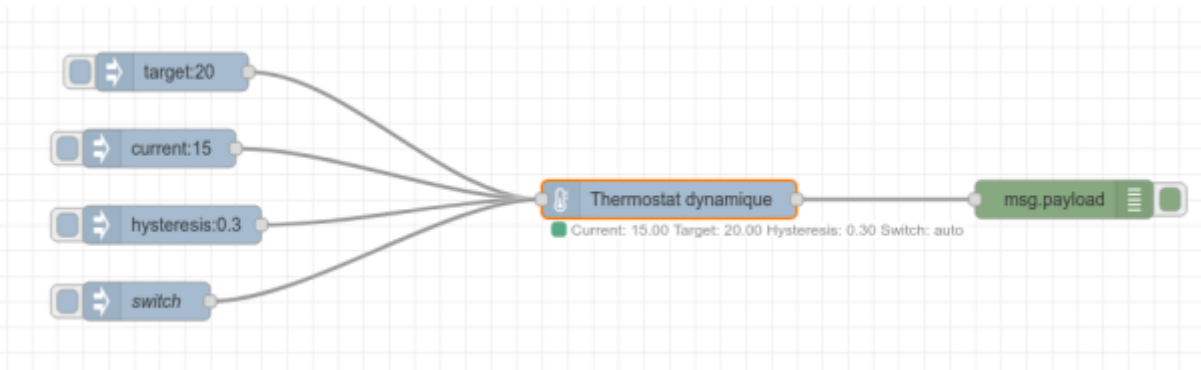 target:20
current:15
hysteresis:0.3
switch
Thermostat dynamique
Current: 15.00 Target: 20.00 Hysteresis: 0.30 Switch: auto
msg.payload